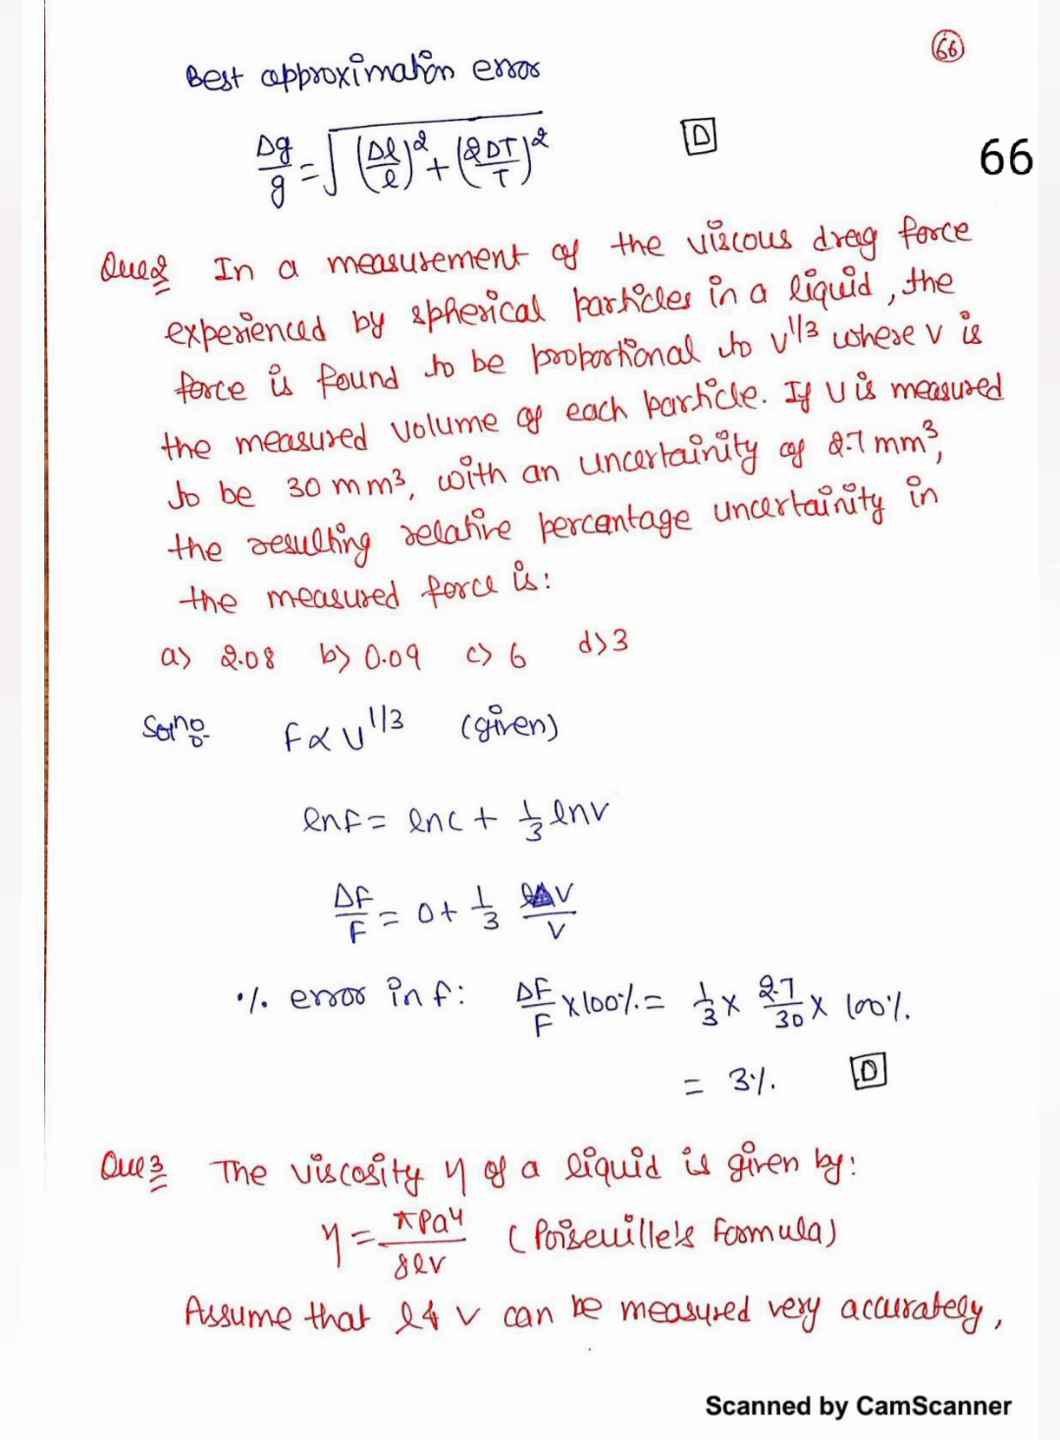 66
Best approximation error
Δg/g = √((Δl/l)² + (2ΔT/T)²) D
66
Que2 In a measurement of the viscous drag force
experienced by spherical particles in a liquid, the
force is found to be proportional to V^1/3 where v is
the measured volume of each particle. If V is measured
to be 30 mm³, with an uncertainity of 2.7 mm³,
the resulting relative percentage uncertainity in
the measured force is:
a) 2.08 b) 0.09 c) 6 d) 3
Soln: F ∝ V^1/3 (given)
lnF = lnC + 1/3 lnV
ΔF/F = 0 + 1/3 ΔV/V
% error in F: ΔF/F × 100% = 1/3 × 2.7/30 × 100%
= 3% D
Que3 The viscosity η of a liquid is given by:
η = πPa⁴/8lv (Poiseuille's Formula)
Assume that l & v can be measured very accurately,
Scanned by CamScanner